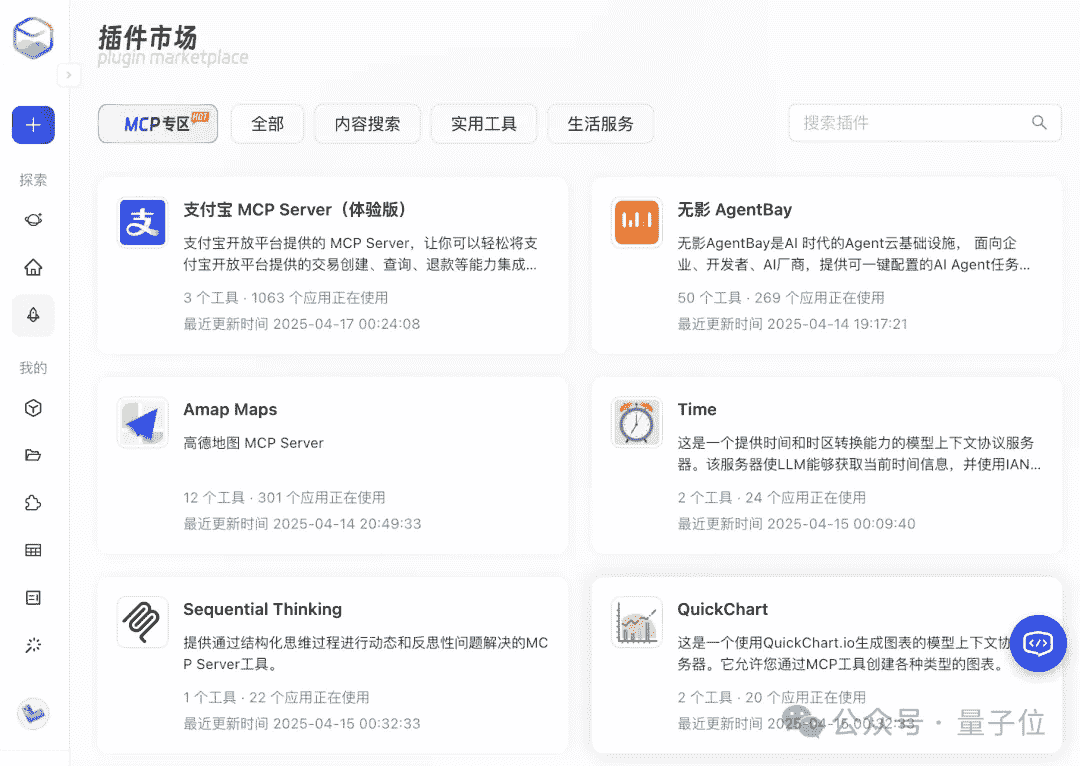 插件市场
plugin marketplace
MCP专区 HOT
全部
内容搜索
实用工具
生活服务
搜索插件
探索
我的
支付宝 MCP Server（体验版）
支付宝开放平台提供的 MCP Server，让你可以轻松将支
付宝开放平台提供的交易创建、查询、退款等能力集成...
3 个工具 · 1063 个应用正在使用
最近更新时间 2025-04-17 00:24:08
无影 AgentBay
无影AgentBay是AI 时代的Agent云基础设施， 面向企
业、开发者、AI厂商，提供可一键配置的AI Agent任务...
50 个工具 · 269 个应用正在使用
最近更新时间 2025-04-14 19:17:21
Amap Maps
高德地图 MCP Server
12 个工具 · 301 个应用正在使用
最近更新时间 2025-04-14 20:49:33
Time
这是一个提供时间和时区转换能力的模型上下文协议服务
器。该服务器使LLM能够获取当前时间信息，并使用IAN...
2 个工具 · 24 个应用正在使用
最近更新时间 2025-04-15 00:09:40
Sequential Thinking
提供通过结构化思维过程进行动态和反思性问题解决的MC
P Server工具。
1 个工具 · 22 个应用正在使用
最近更新时间 2025-04-15 00:32:33
QuickChart
这是一个使用QuickChart.io生成图表的模型上下文协
务器。它允许您通过MCP工具创建各种类型的图表。
2 个工具 · 20 个应用正在使用
最近更新时间 2025-04-15 00:32:33
公众号 · 量子位
支